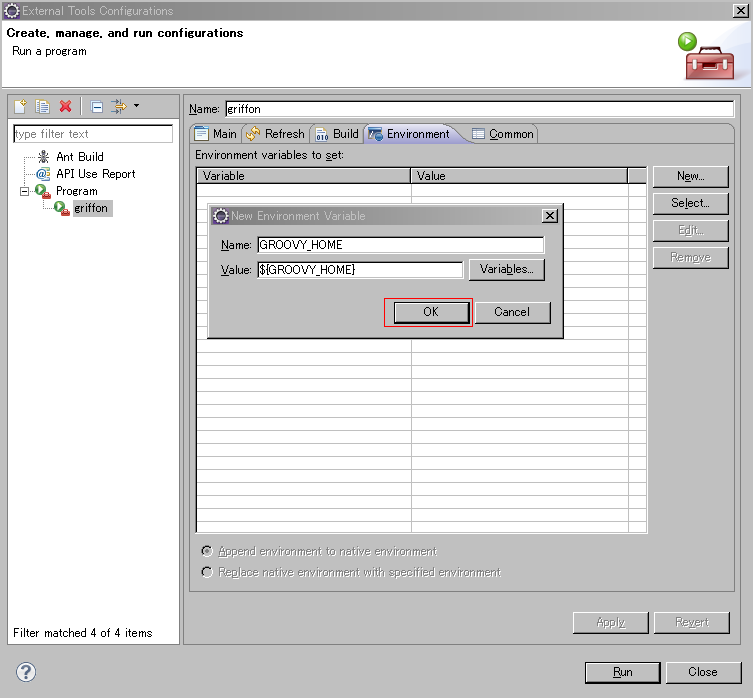 External Tools Configurations
Create, manage, and run configurations
Run a program
type filter text
Ant Build
API Use Report
Program
griffon
Filter matched 4 of 4 items
Name: griffon
Main Refresh Build Environment Common
Environment variables to set:
Variable Value
New...
Select...
Edit...
Remove
New Environment Variable
Name: GROOVY_HOME
Value: ${GROOVY_HOME} Variables...
OK Cancel
Append environment to native environment
Replace native environment with specified environment
Apply Revert
Run Close